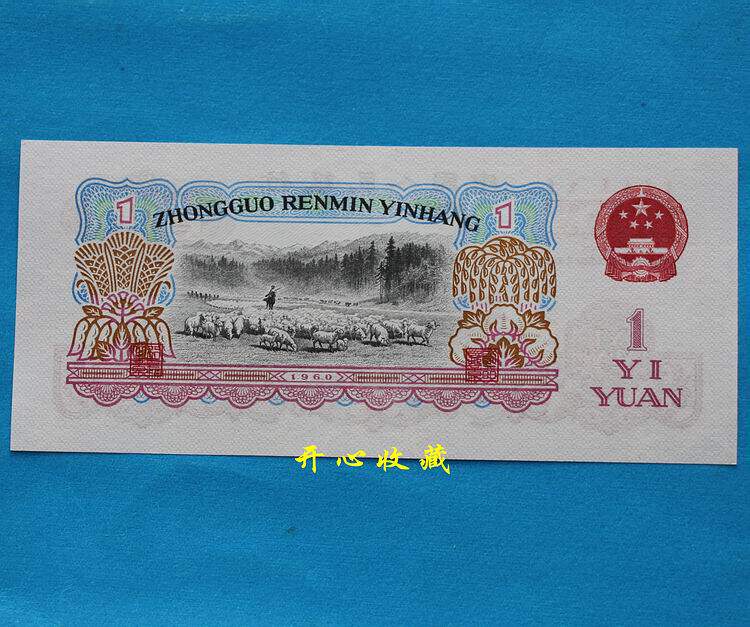 ZHONGGUO RENMIN YINHANG
1
1
1960
1
YI
YUAN
开心收藏